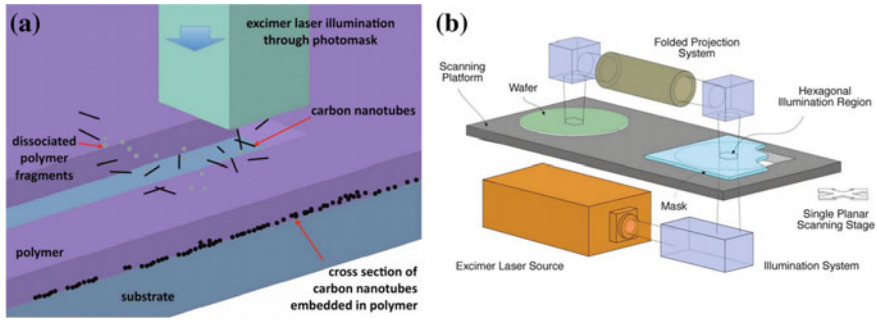 (a)
excimer laser illumination
through photomask
carbon nanotubes
dissociated
polymer
fragments
polymer
substrate
cross section of
carbon nanotubes
embedded in polymer
(b)
Folded Projection
System
Scanning
Platform
Wafer
Hexagonal
Illumination Region
Mask
Single Planar
Scanning Stage
Excimer Laser Source
Illumination System